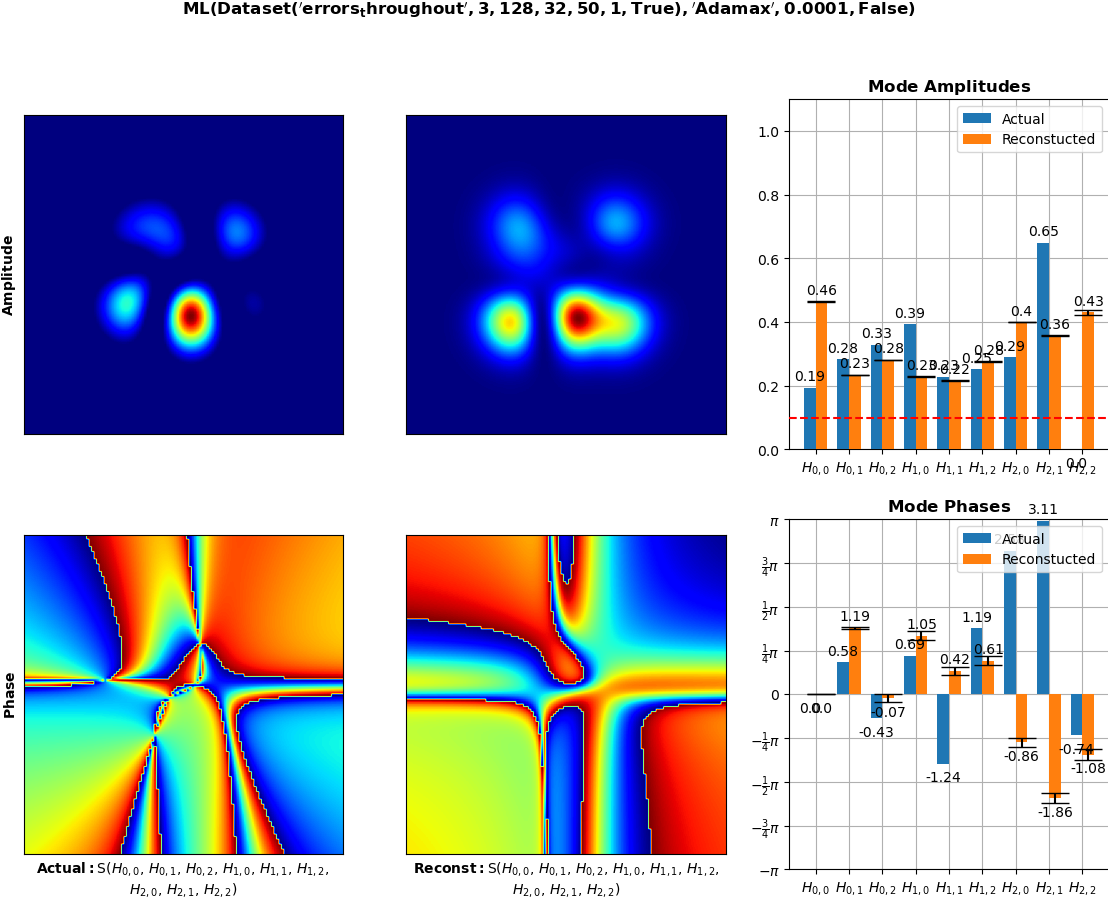 ML(Dataset('errors_throughout', 3, 128, 32, 50, 1, True), 'Adamax', 0.0001, False)
Amplitude
Mode Amplitudes
Actual
Reconstucted
1.0
0.8
0.6
0.4
0.2
0.0
0.19 0.46 0.28 0.23 0.33 0.28 0.39 0.23 0.23 0.22 0.25 0.28 0.29 0.4 0.65 0.36 0.0 0.43
H0,0 H0,1 H0,2 H1,0 H1,1 H1,2 H2,0 H2,1 H2,2
Phase
Mode Phases
Actual
Reconstucted
π
3/4π
1/2π
1/4π
0
−1/4π
−1/2π
−3/4π
−π
0.0 0.0 0.58 1.19 -0.43 -0.07 0.69 1.05 -1.24 0.42 1.19 0.61 -0.86 3.11 -1.86 -0.74 -1.08
H0,0 H0,1 H0,2 H1,0 H1,1 H1,2 H2,0 H2,1 H2,2
Actual: S(H0,0, H0,1, H0,2, H1,0, H1,1, H1,2,
H2,0, H2,1, H2,2)
Reconst: S(H0,0, H0,1, H0,2, H1,0, H1,1, H1,2,
H2,0, H2,1, H2,2)